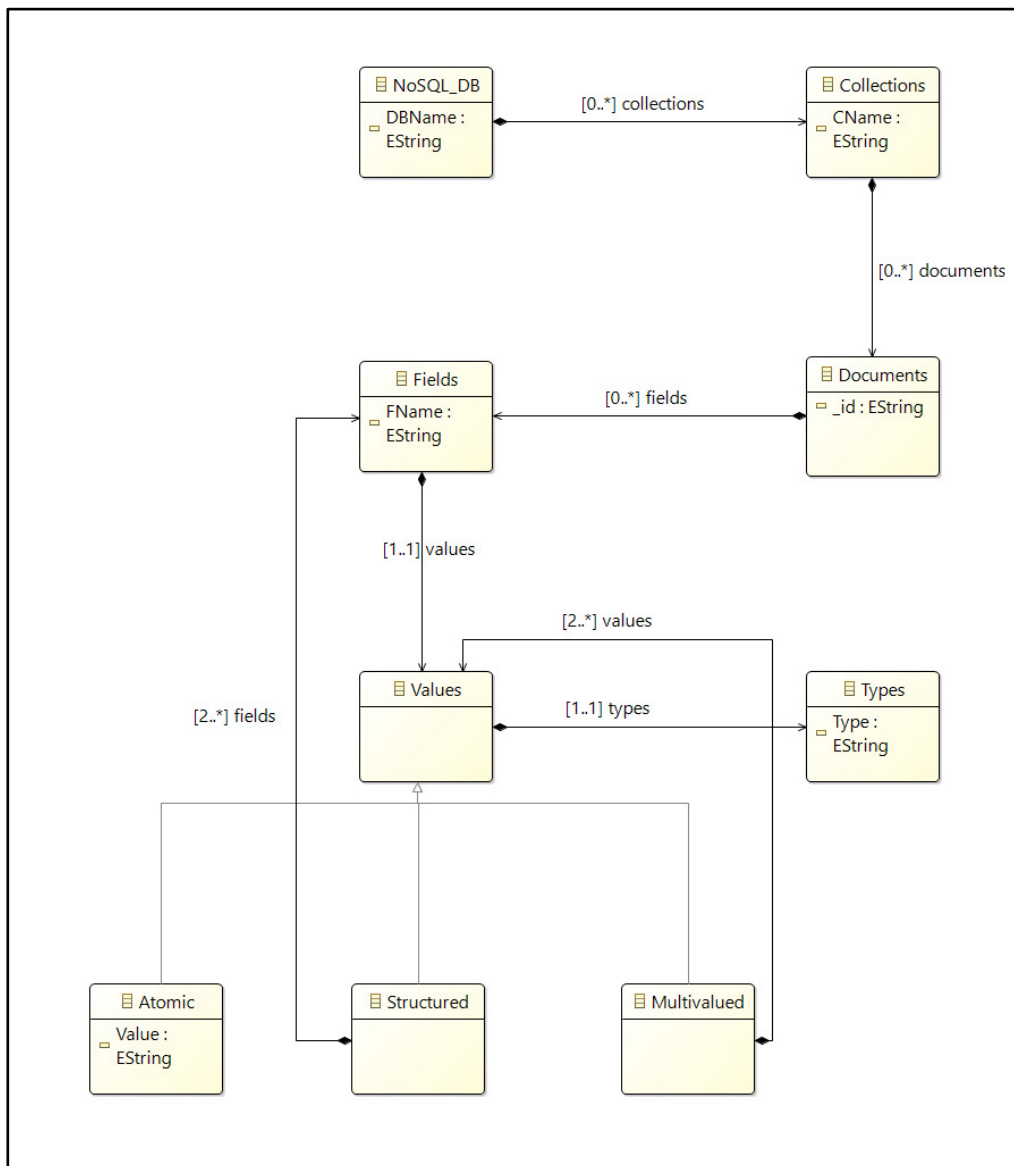 NoSQL_DB
DBName :
EString
[0..*] collections
Collections
CName :
EString
[0..*] documents
Fields
FName :
EString
[0..*] fields
Documents
_id : EString
[1..1] values
[2..*] values
[2..*] fields
Values
[1..1] types
Types
Type :
EString
Atomic
Value :
EString
Structured
Multivalued